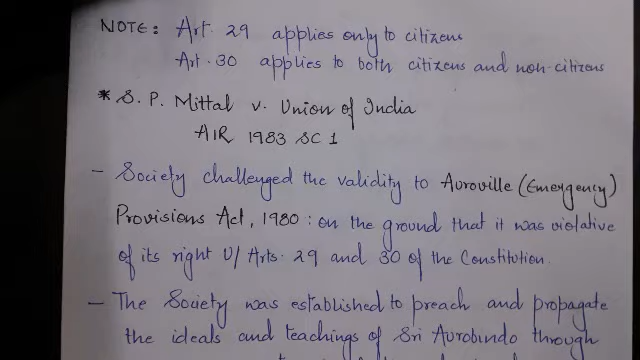 NOTE: Art. 29 applies only to citizens
Art. 30 applies to both citizens and non-citizens
* S. P. Mittal v. Union of India
AIR 1983 SC 1
- Society challenged the validity to Auroville (Emeygency)
Provisions Act, 1980: on the ground that it was violative
of its right U/ Arts. 29 and 30 of the Constitution.
- The Society was established to preach and propagate
the ideals and teachings of Sri Aurobindo through